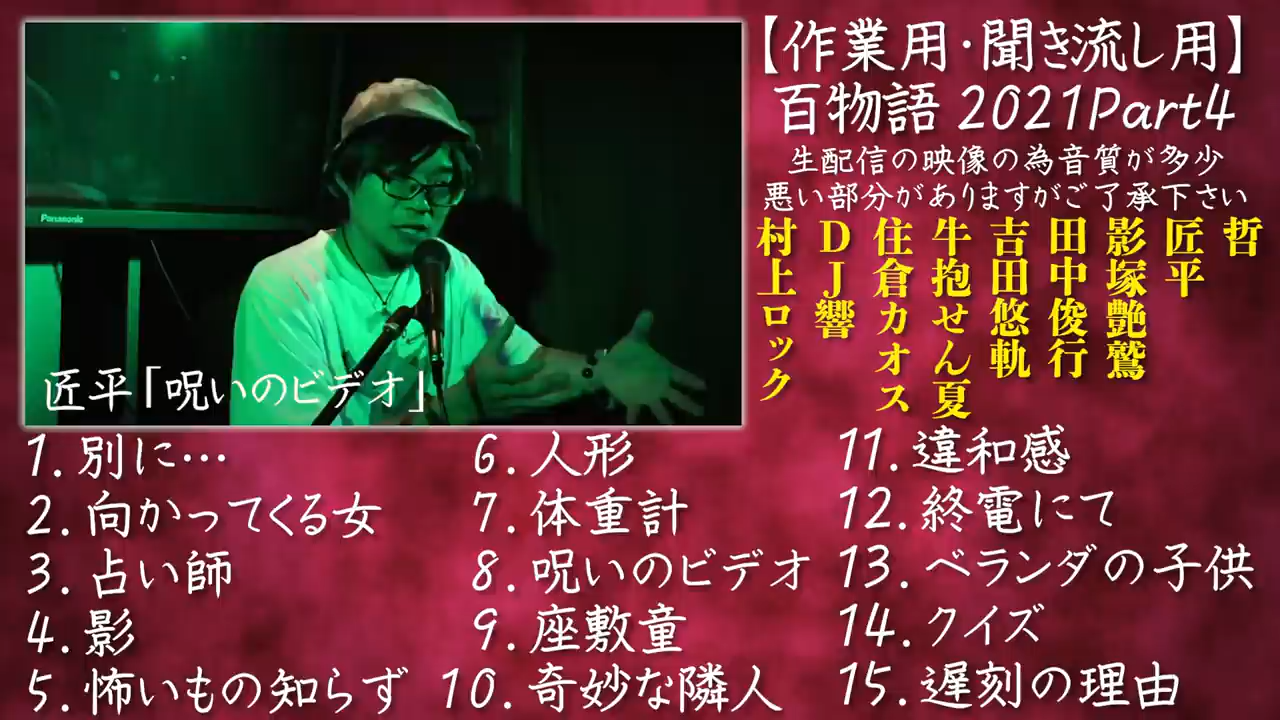 【作業用・聞き流し用】
百物語 2021Part4
生配信の映像の為音質が多少
悪い部分がありますがご了承下さい
哲
匠平
影塚艶鷲
田中俊行
吉田悠軌
牛抱せん夏
住倉カオス
DJ響
村上ロック
Panasonic
匠平「呪いのビデオ」
1. 別に…
2. 向かってくる女
3. 占い師
4. 影
5. 怖いもの知らず
6. 人形
7. 体重計
8. 呪いのビデオ
9. 座敷童
10. 奇妙な隣人
11. 違和感
12. 終電にて
13. ベランダの子供
14. クイズ
15. 遅刻の理由